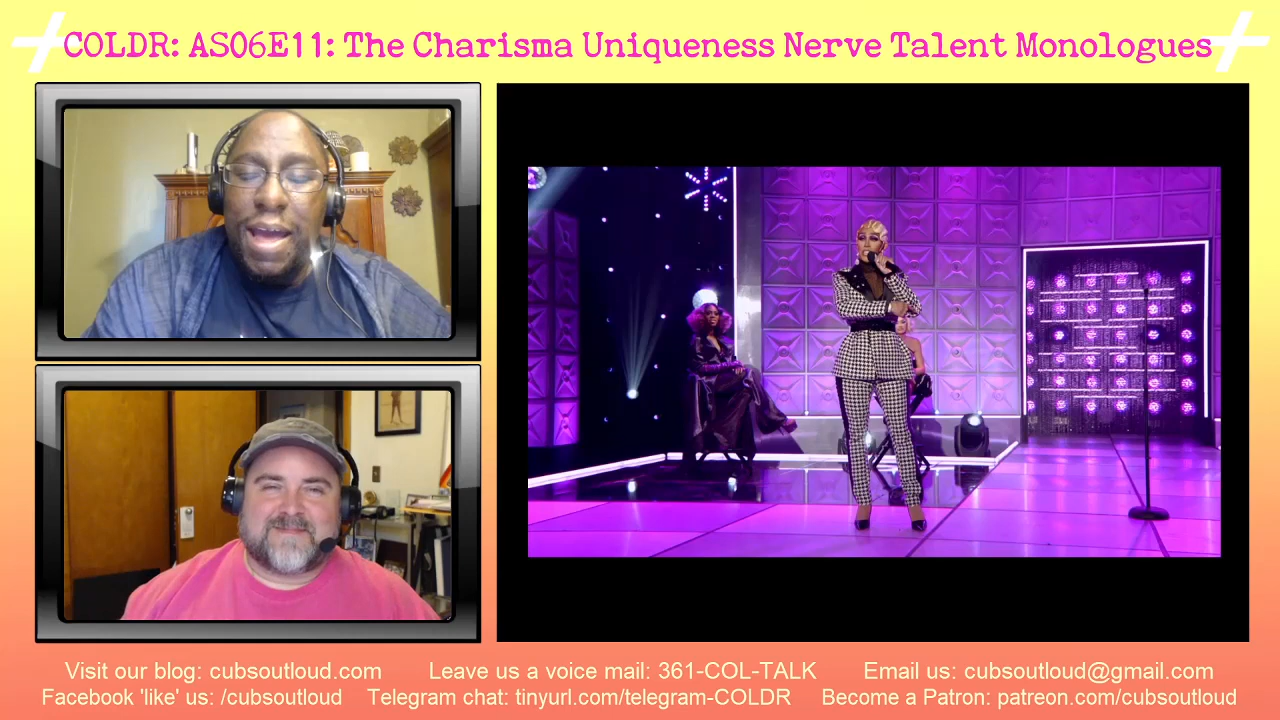 COLDR: AS06E11: The Charisma Uniqueness Nerve Talent Monologues
Visit our blog: cubsoutloud.com Leave us a voice mail: 361-COL-TALK Email us: cubsoutloud@gmail.com
Facebook 'like' us: /cubsoutloud Telegram chat: tinyurl.com/telegram-COLDR Become a Patron: patreon.com/cubsoutloud